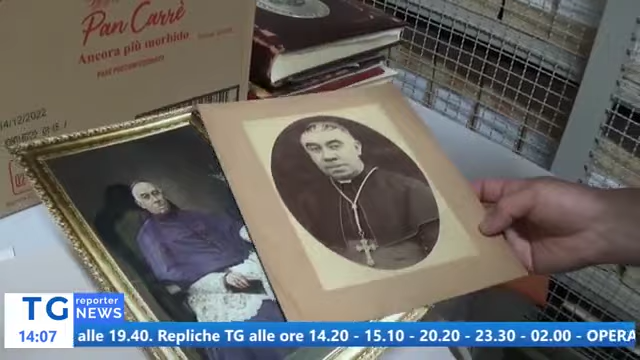 Pan Carrè
Ancora più morbido
14/12/2022
TG
reporter
NEWS
14:07
alle 19.40. Repliche TG alle ore 14.20 - 15.10 - 20.20 - 23.30 - 02.00 - OPERA